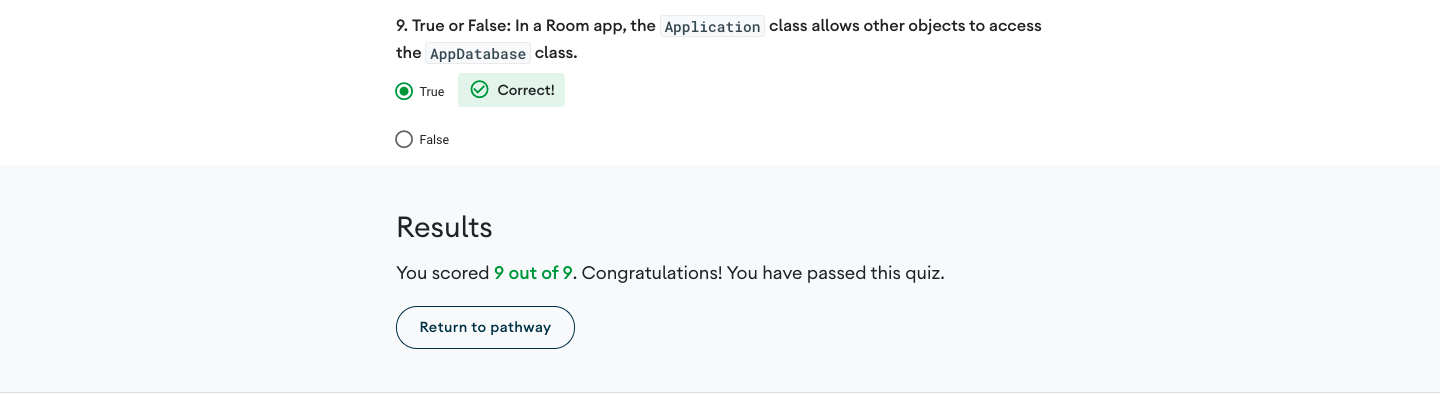 9. True or False: In a Room app, the Application class allows other objects to access
the AppDatabase class.
True Correct!
False
Results
You scored 9 out of 9. Congratulations! You have passed this quiz.
Return to pathway